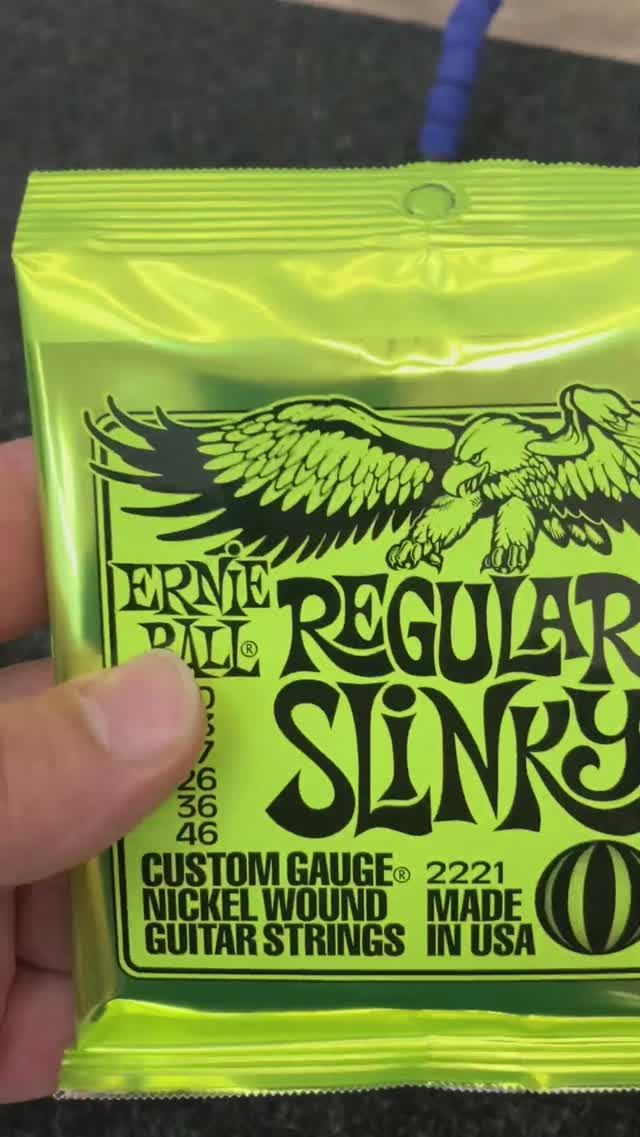 ERNIE
BALL®
REGULAR
SLINKY
26
36
46
CUSTOM GAUGE®
NICKEL WOUND
GUITAR STRINGS
2221
MADE
IN USA